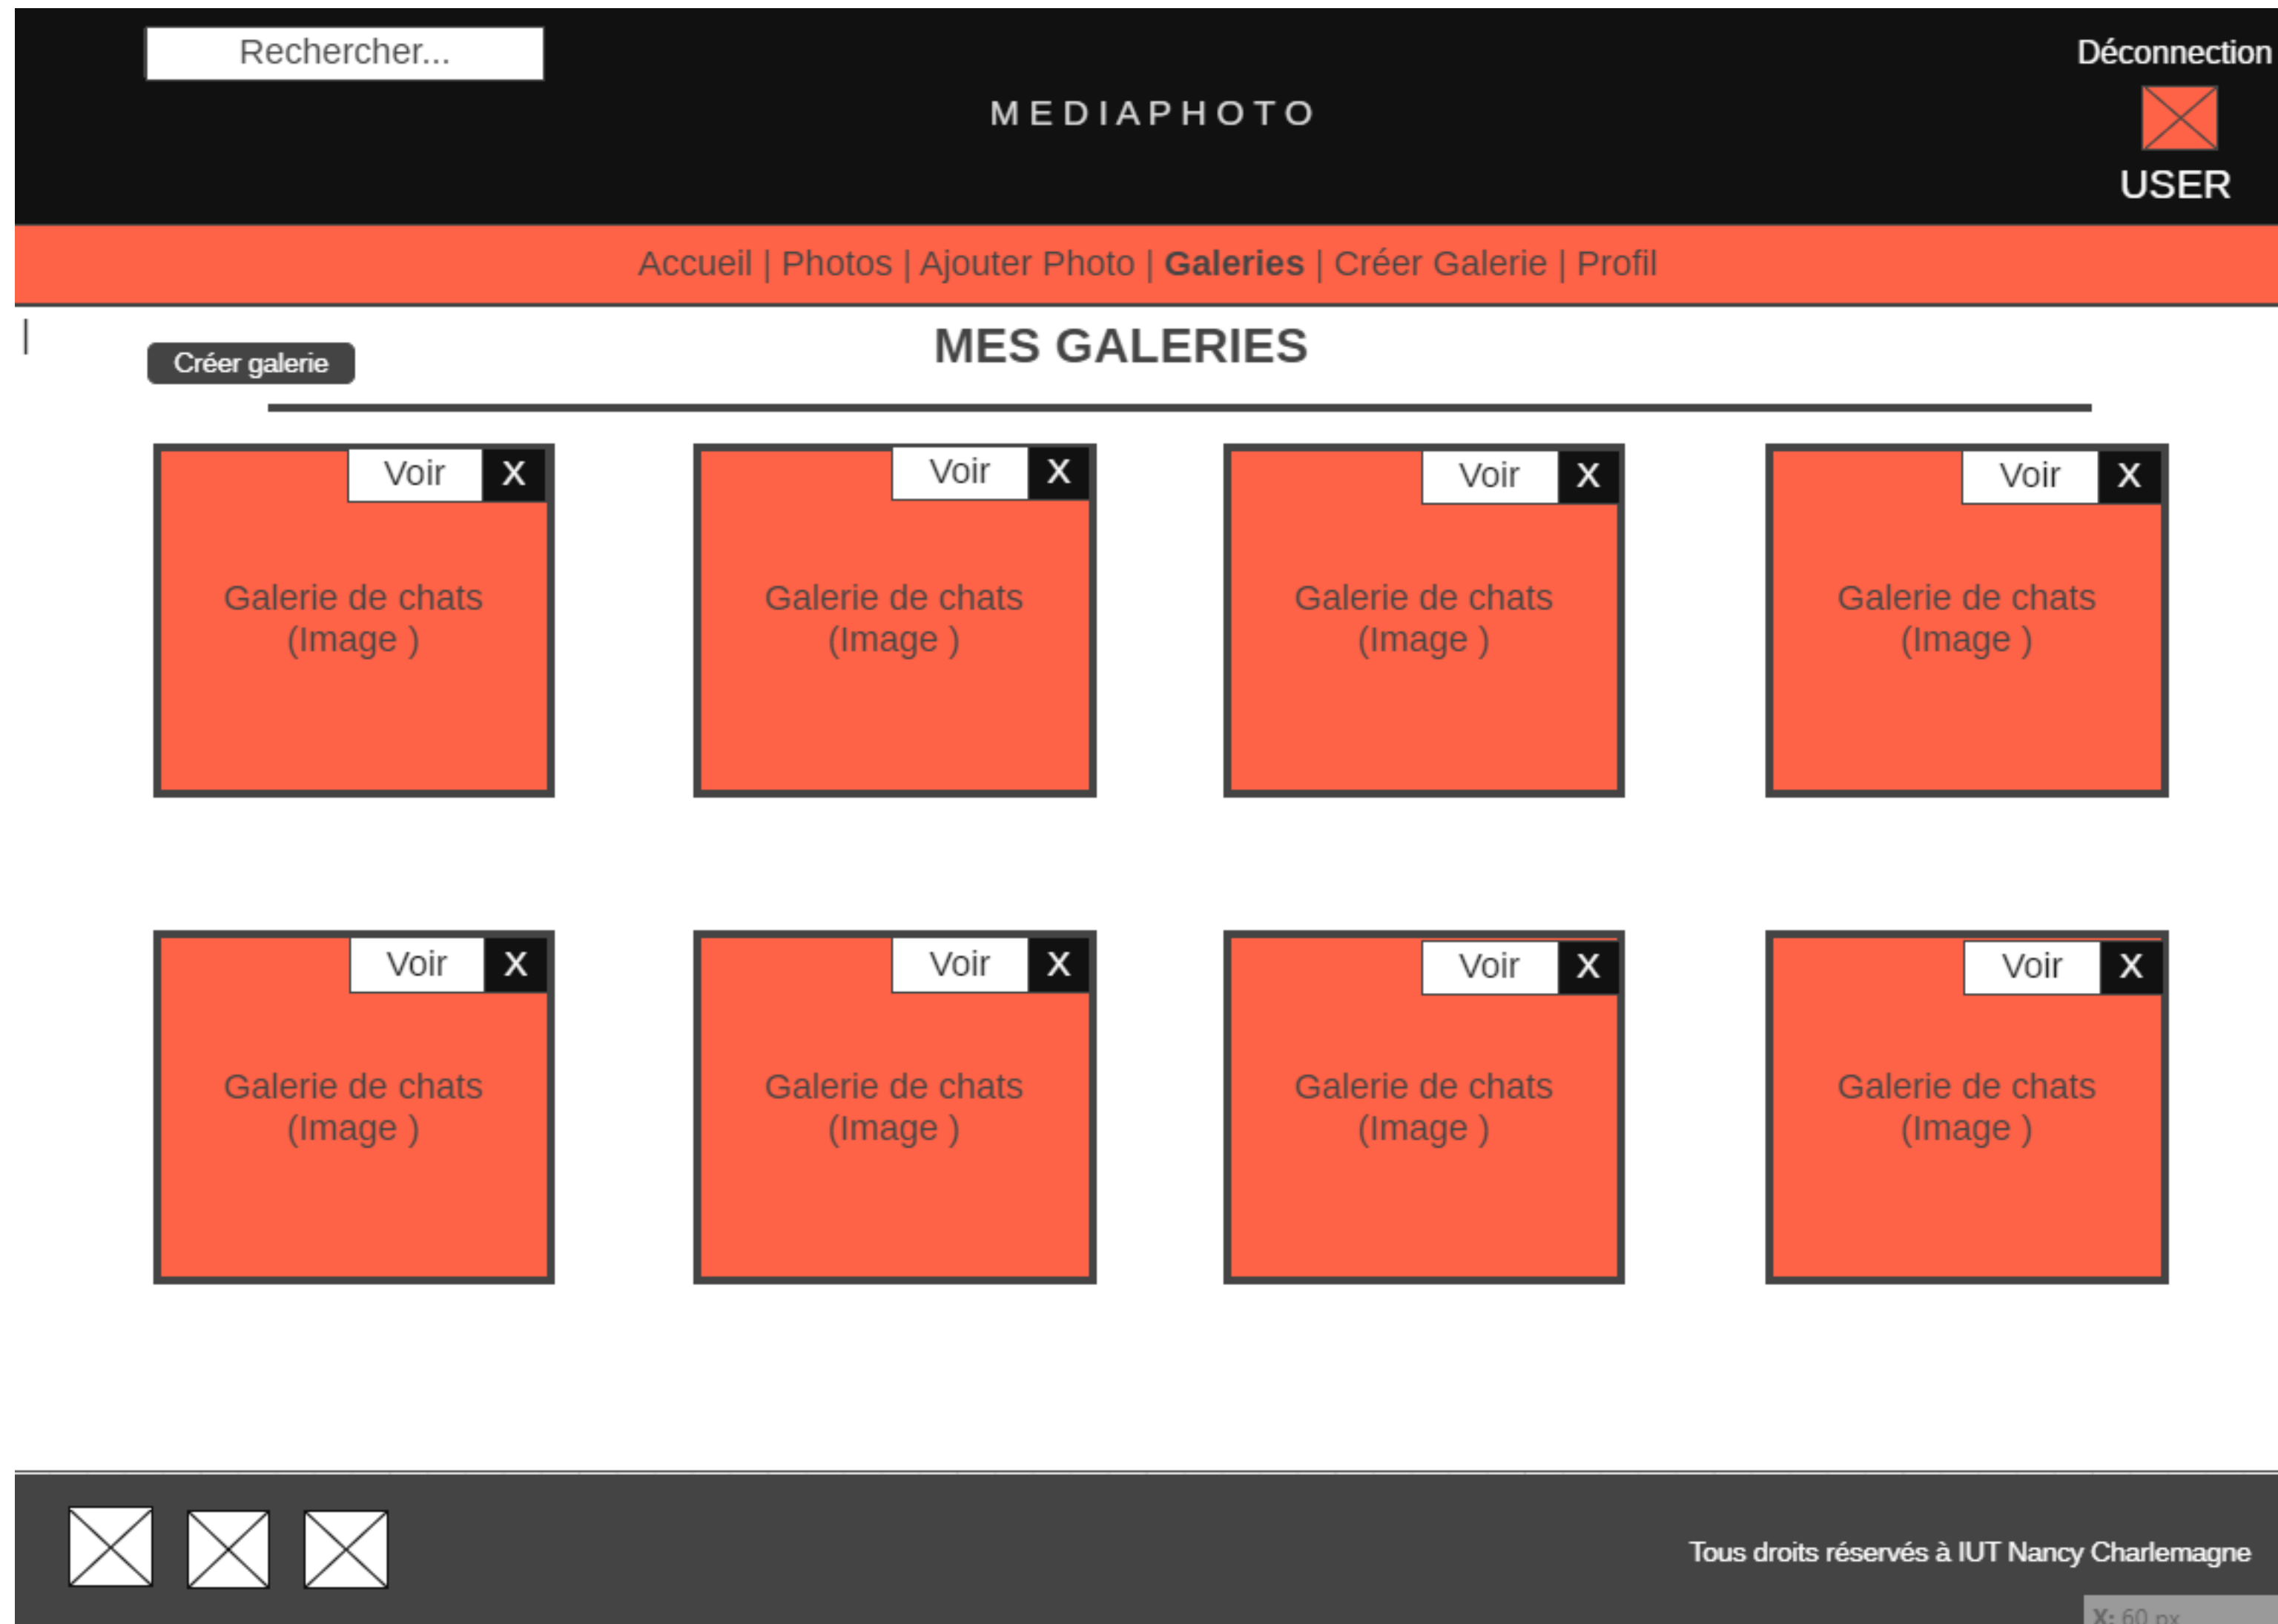 Rechercher...
Déconnection
MEDIAPHOTO
USER
Accueil | Photos | Ajouter Photo | Galeries | Créer Galerie | Profil
|
MES GALERIES
Créer galerie
Voir X
Voir X
Voir X
Voir X
Galerie de chats
(Image )
Galerie de chats
(Image )
Galerie de chats
(Image )
Galerie de chats
(Image )
Voir X
Voir X
Voir X
Voir X
Galerie de chats
(Image )
Galerie de chats
(Image )
Galerie de chats
(Image )
Galerie de chats
(Image )
Tous droits réservés à IUT Nancy Charlemagne
X: 60 px